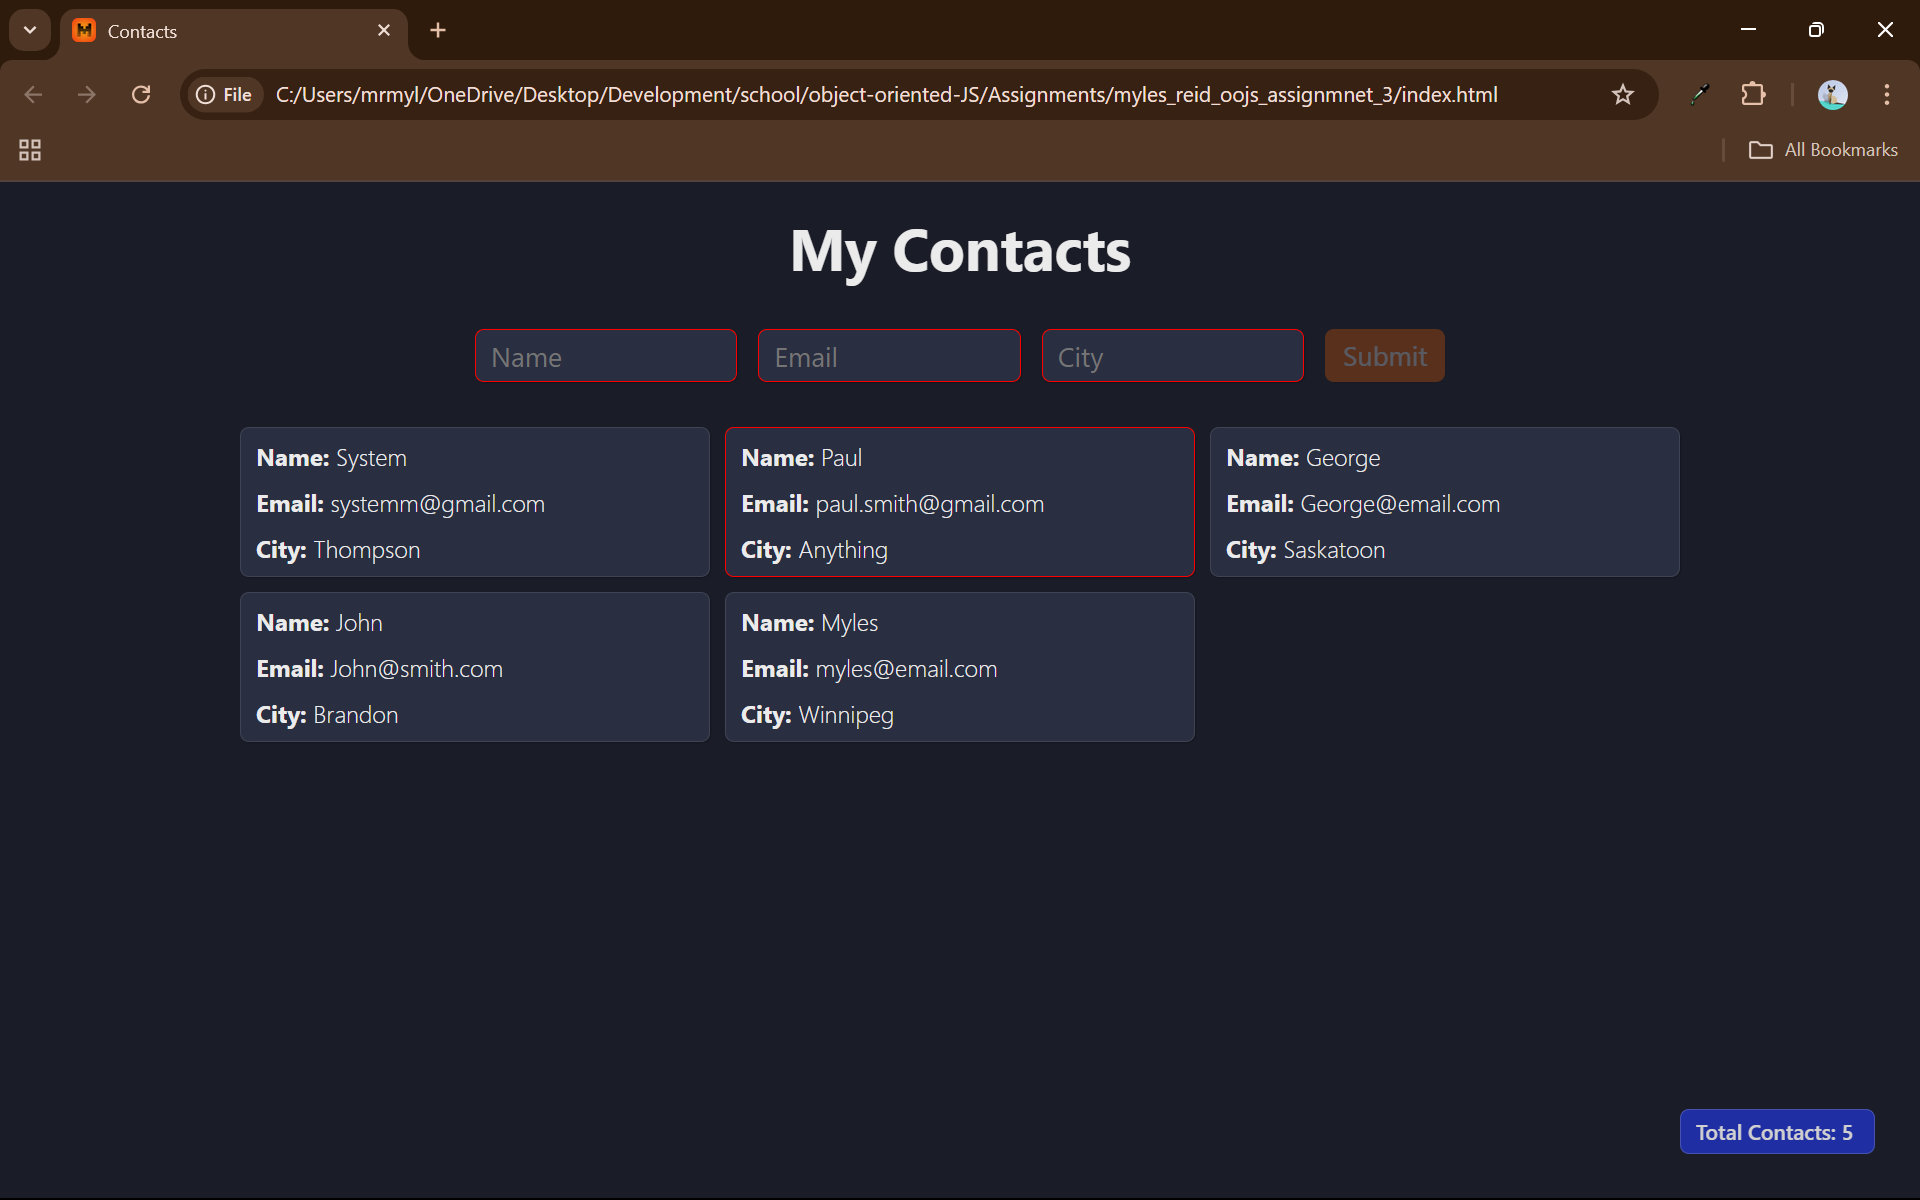 Contacts
File C:/Users/mrmyl/OneDrive/Desktop/Development/school/object-oriented-JS/Assignments/myles_reid_oojs_assignmnet_3/index.html
All Bookmarks
My Contacts
Name Email City Submit
Name: System
Email: systemm@gmail.com
City: Thompson
Name: Paul
Email: paul.smith@gmail.com
City: Anything
Name: George
Email: George@email.com
City: Saskatoon
Name: John
Email: John@smith.com
City: Brandon
Name: Myles
Email: myles@email.com
City: Winnipeg
Total Contacts: 5